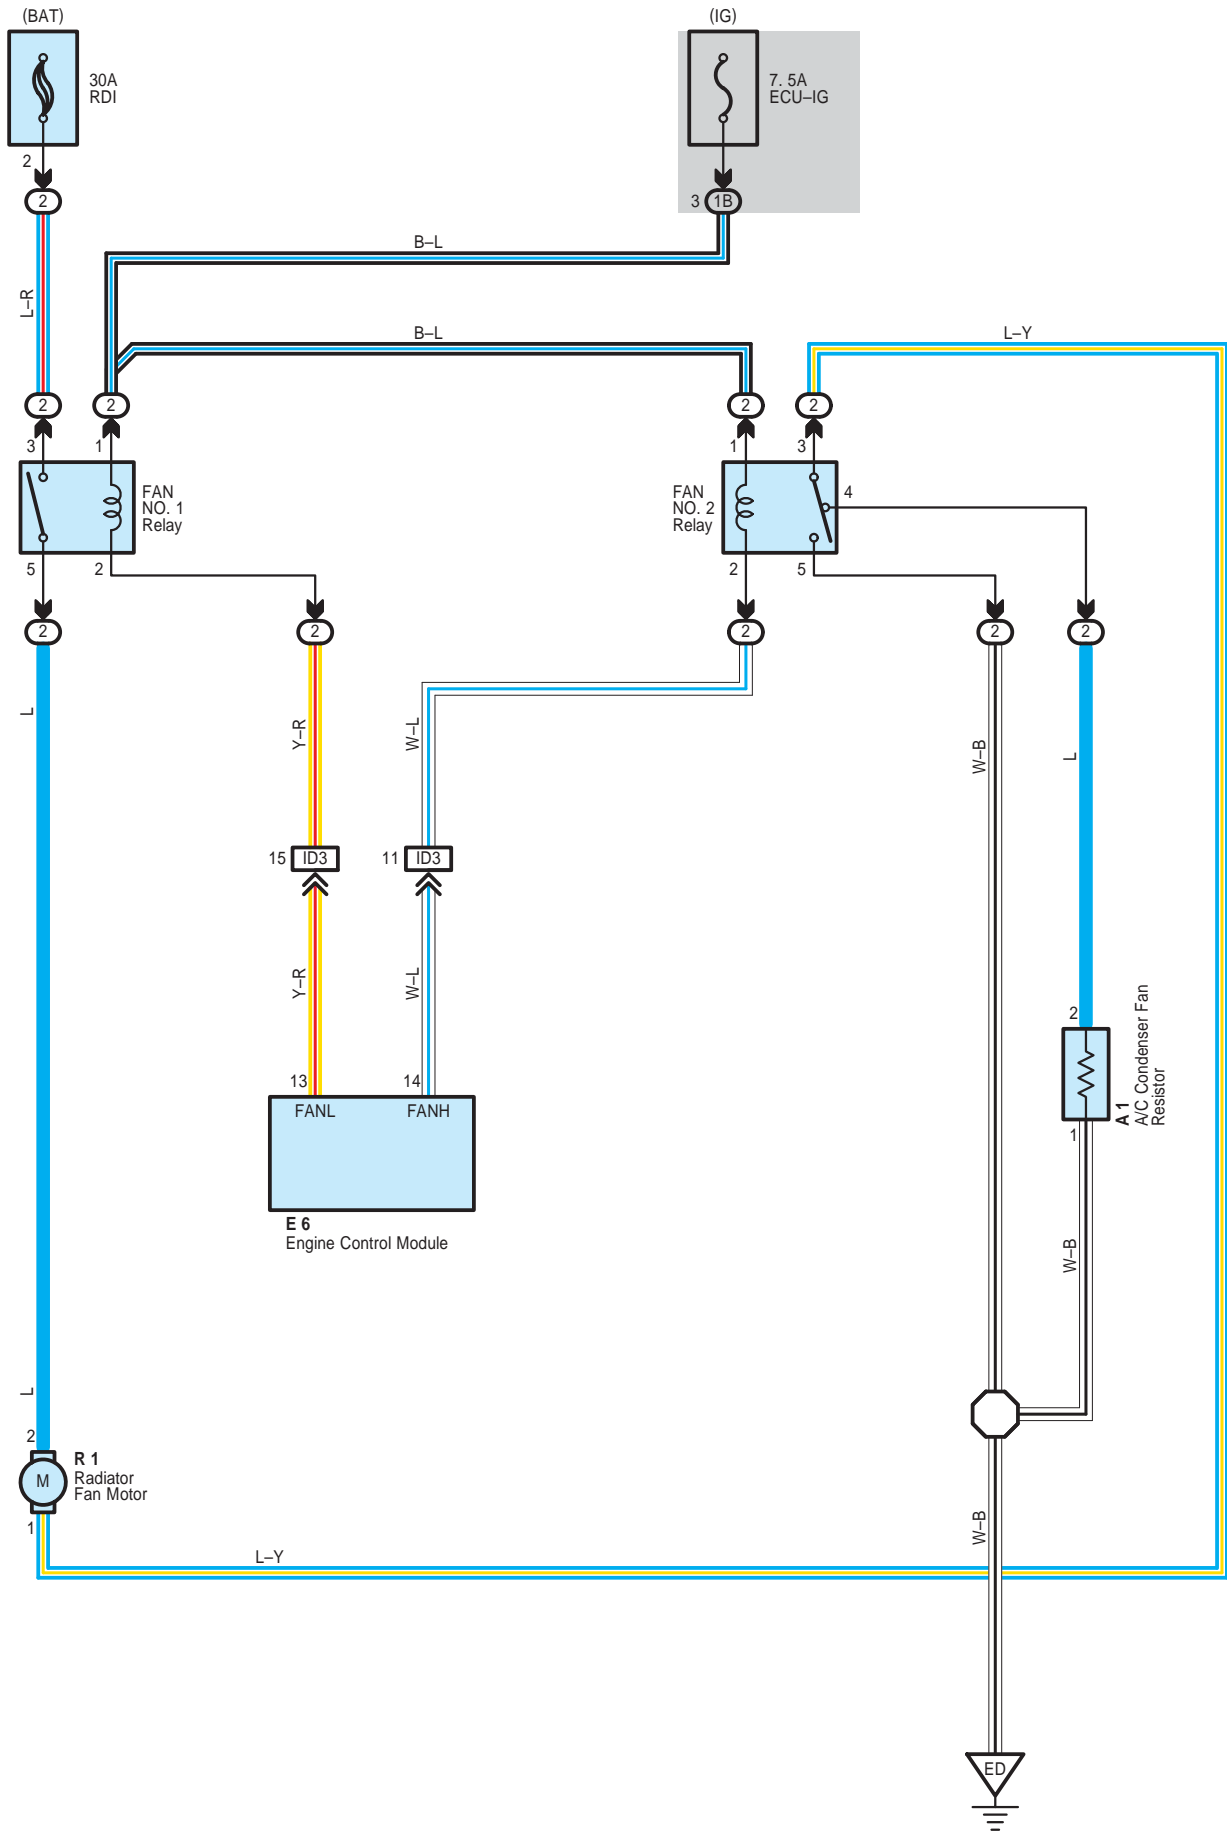 (BAT)
(IG)
30A
RDI
7. 5A
ECU–IG
2
2
3
1B
B–L
L–R
B–L
L–Y
2
2
2
2
3
1
1
3
FAN
NO. 1
Relay
FAN
NO. 2
Relay
4
5
2
2
5
2
2
2
2
2
L
Y–R
W–L
W–B
L
15
ID3
11
ID3
Y–R
W–L
2
A 1
A/C Condenser Fan
Resistor
1
13
14
FANL
FANH
E 6
Engine Control Module
W–B
L
2
M
R 1
Radiator
Fan Motor
1
W–B
L–Y
ED